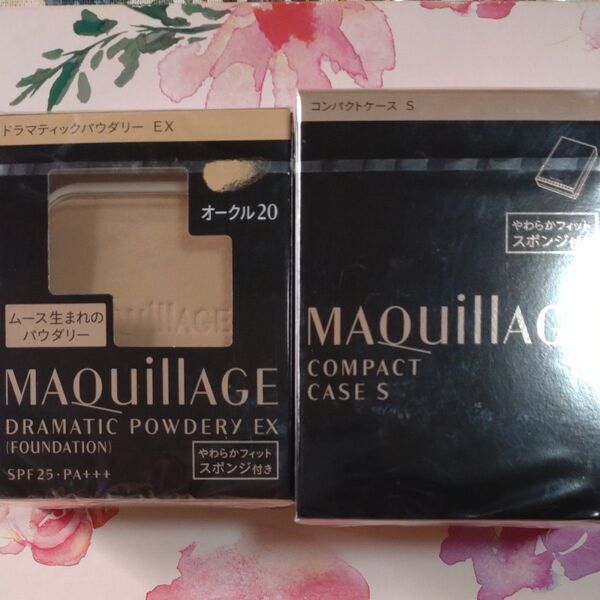 ドラマティックパウダリー EX
オークル20
ムース生まれの
パウダリー
MAQuillAGE
MAQuillAGE
DRAMATIC POWDERY EX
(FOUNDATION)
SPF25・PA+++
やわらかフィット
スポンジ付き
コンパクトケース S
やわらかフィット
スポンジ付き
MAQuillAG
COMPACT
CASE S